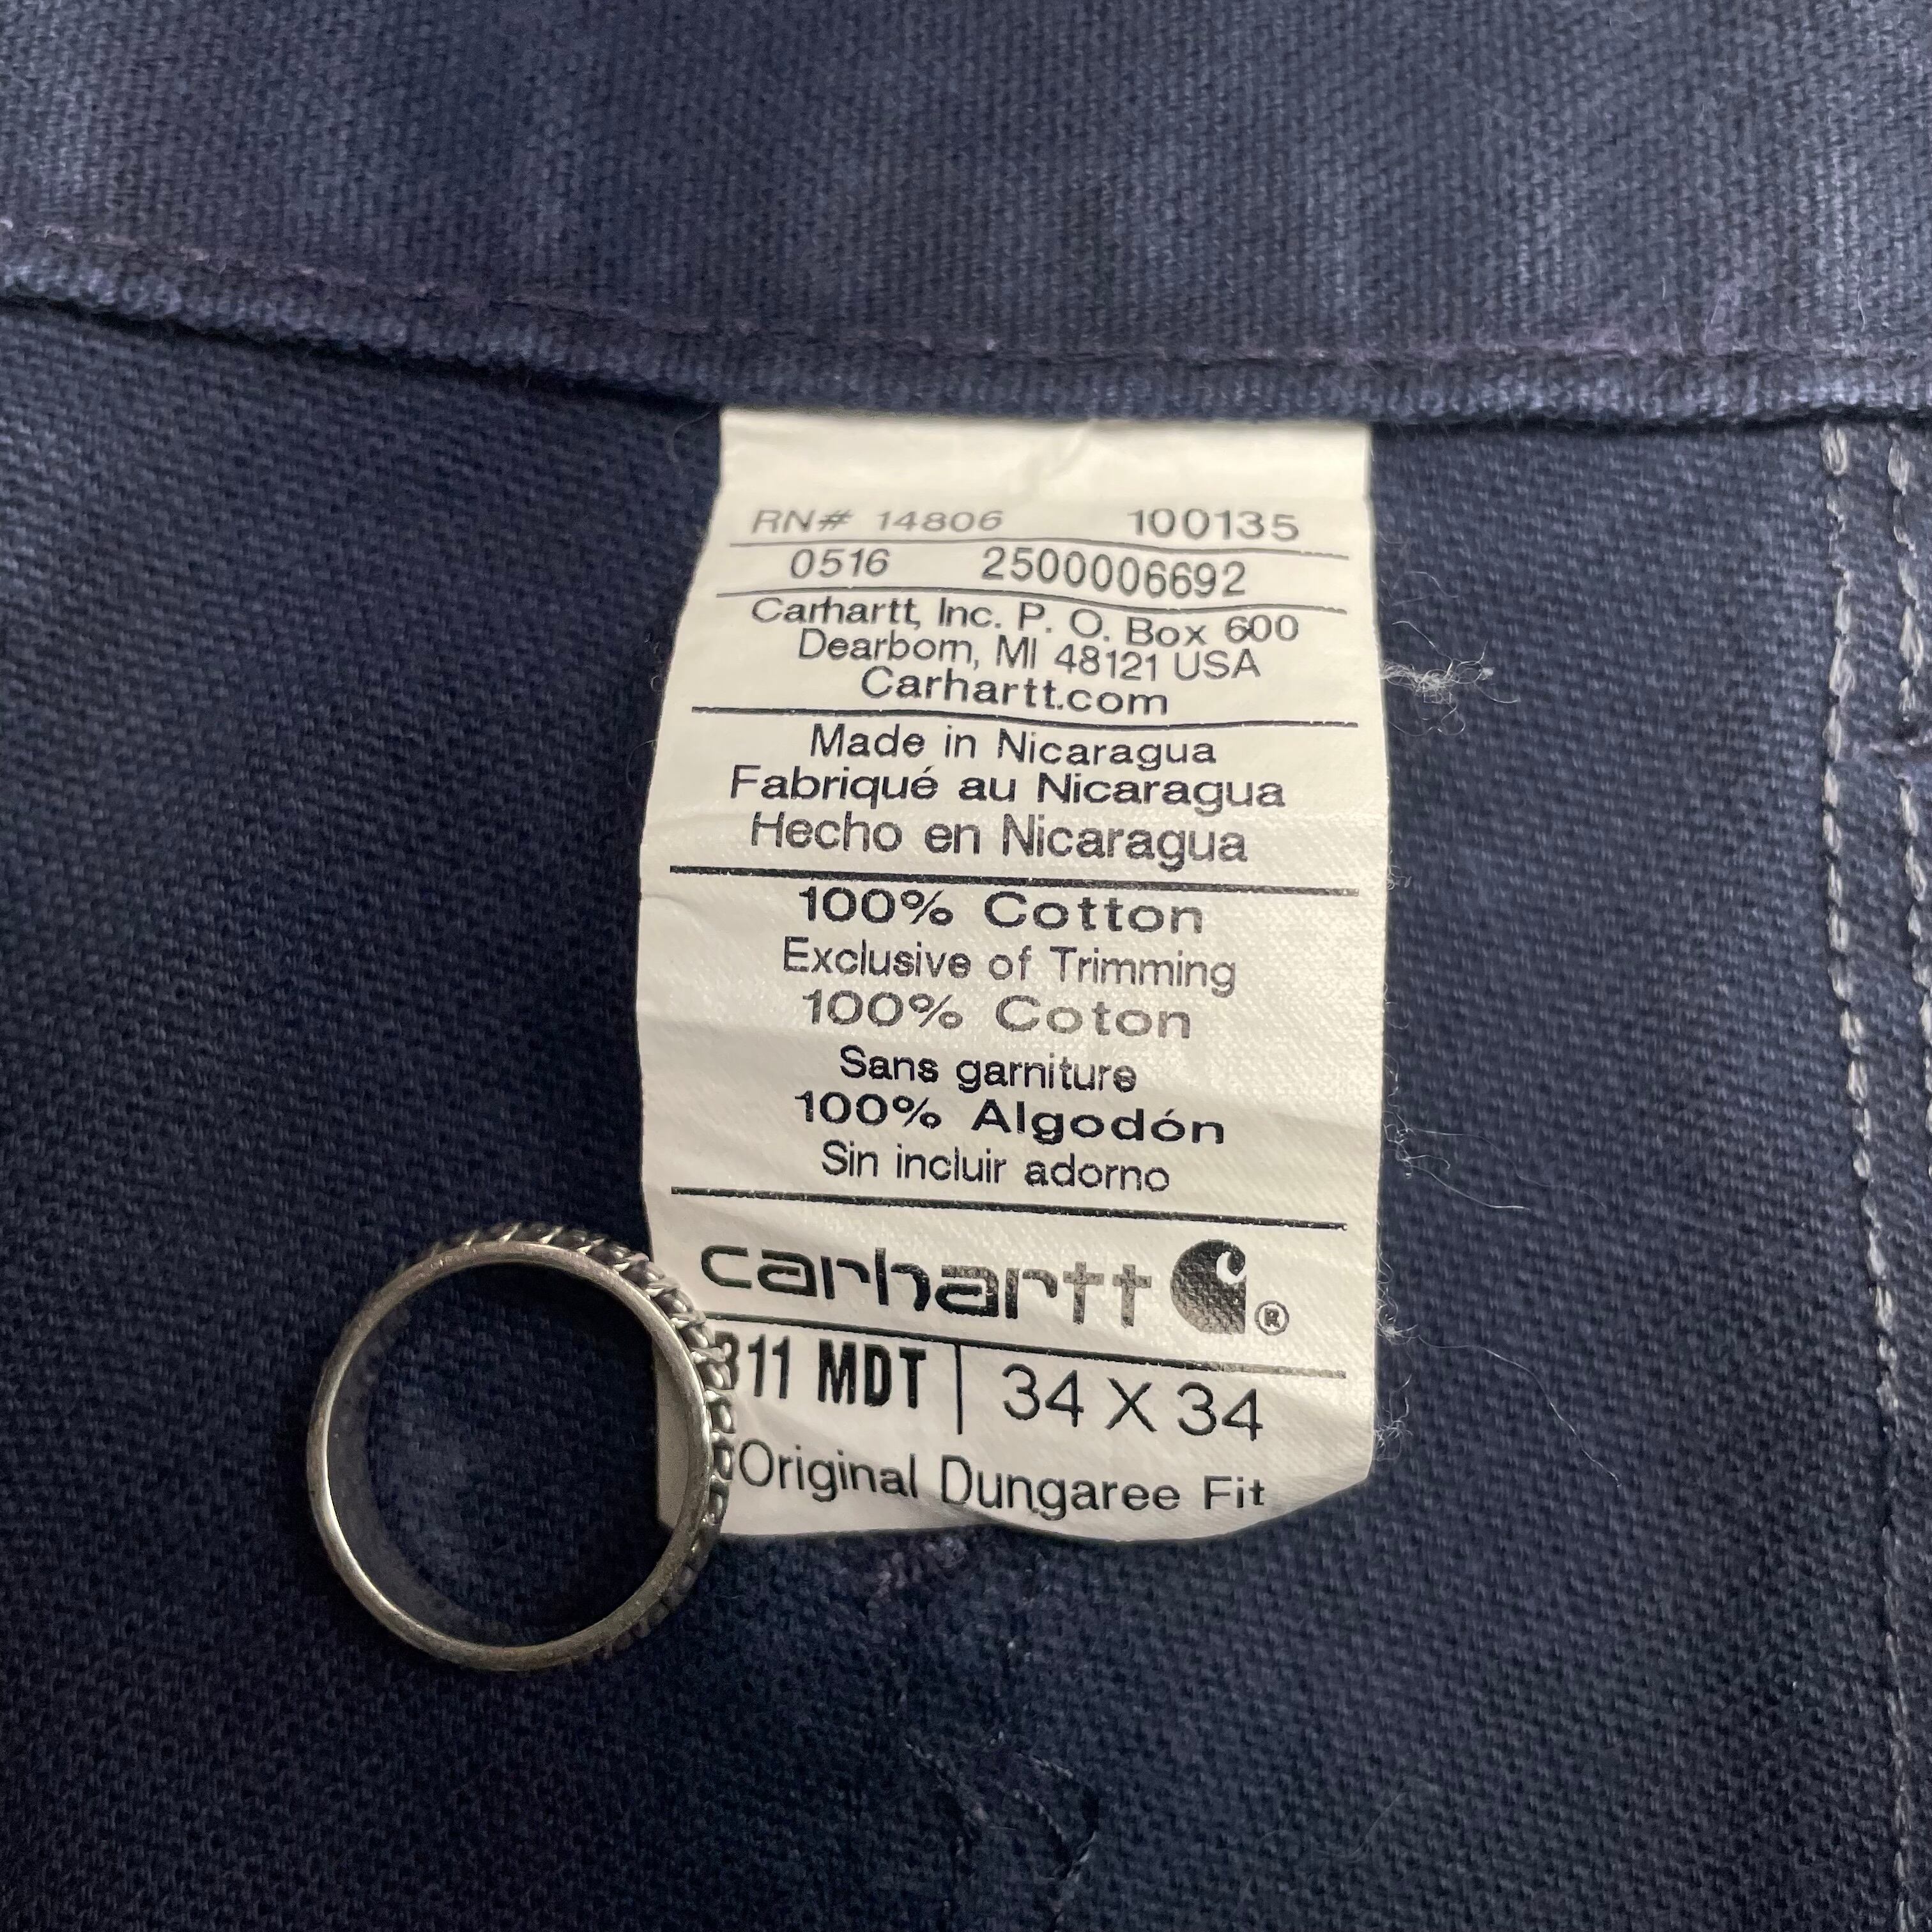 RN# 14806 100135
0516 2500006692
Carhartt, Inc. P. O. Box 600
Dearborn, MI 48121 USA
Carhartt.com
Made in Nicaragua
Fabriqué au Nicaragua
Hecho en Nicaragua
100% Cotton
Exclusive of Trimming
100% Coton
Sans garniture
100% Algodón
Sin incluir adorno
carhartt ®
MDT | 34 X 34
Original Dungaree Fit